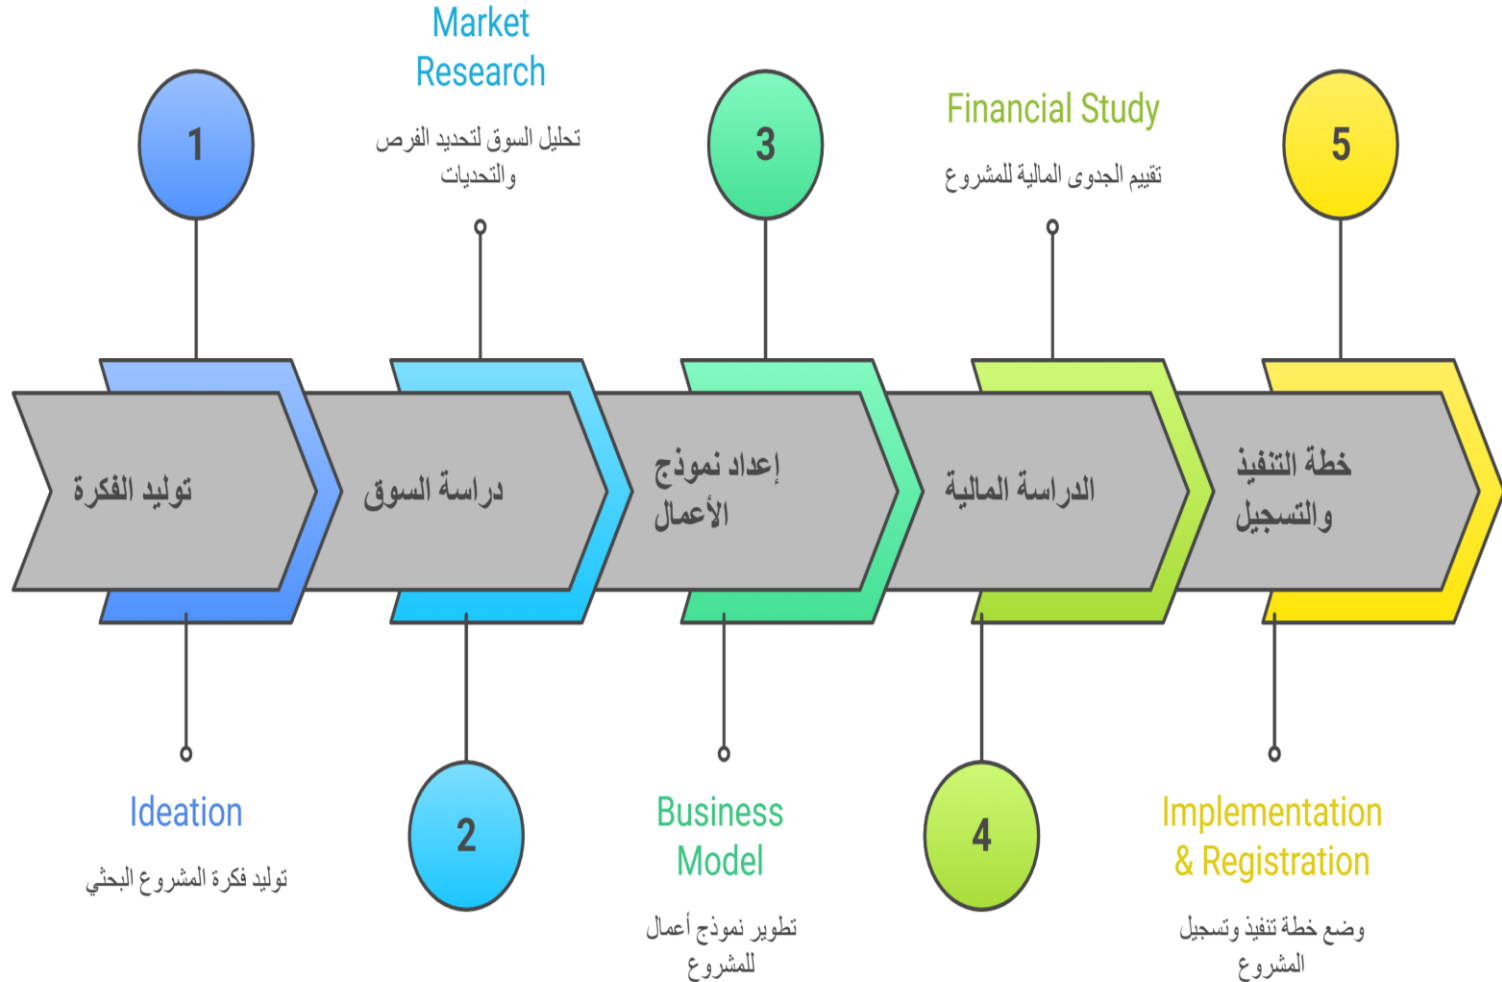 1
توليد الفكرة
Ideation
توليد فكرة المشروع البحثي
Market
Research
تحليل السوق لتحديد الفرص
والتحديات
دراسة السوق
2
3
إعداد نموذج
الأعمال
Business
Model
تطوير نموذج أعمال
للمشروع
Financial Study
تقييم الجدوى المالية للمشروع
الدراسة المالية
4
5
خطة التنفيذ
والتسجيل
Implementation
& Registration
وضع خطة تنفيذ وتسجيل
المشروع